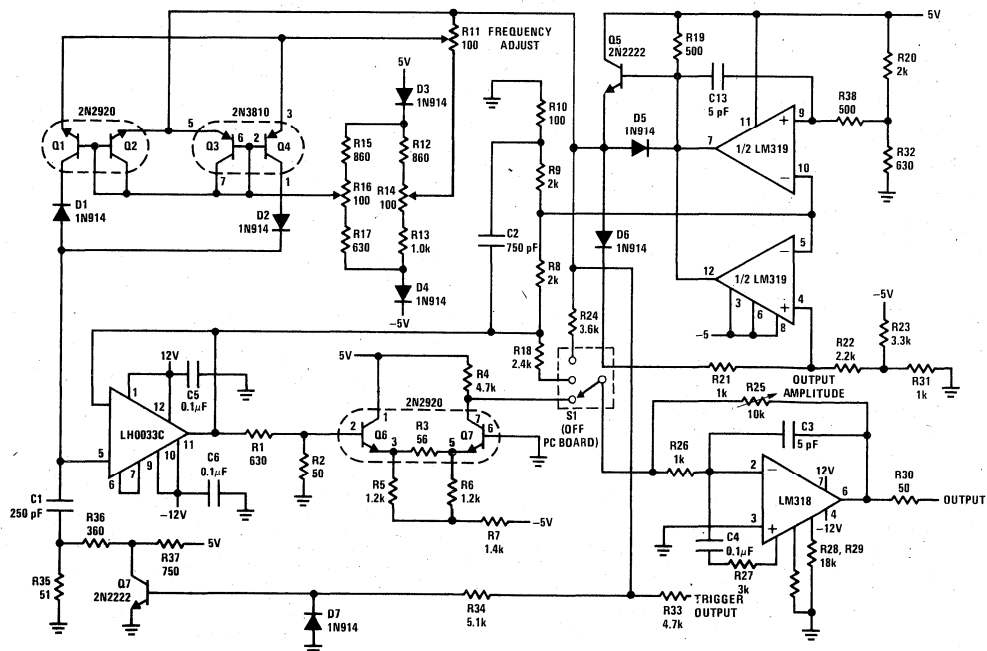 R11
100
FREQUENCY
ADJUST
5V
Q5
2N2222
R19
500
R20
2k
C13
5 pF
R38
500
11
9
+
7
1/2 LM319
−
10
R32
630
D5
1N914
5V
D3
1N914
R10
100
2N2920
2N3810
3
5
Q1
Q2
Q3
6
2
Q4
7
1
R15
860
R12
860
R16
100
R14
100
R17
630
R13
1.0k
D4
1N914
−5V
R9
2k
C2
750 pF
R8
2k
D6
1N914
5
−
12
1/2 LM319
4
+
3
6
8
−5
−5V
R23
3.3k
D1
1N914
D2
1N914
R24
3.6k
R18
2.4k
R21
1k
R22
2.2k
R31
1k
OUTPUT
AMPLITUDE
R25
10k
S1
(OFF
PC BOARD)
12V
1
12
C5
0.1µF
LH0033C
11
10
9
5
6
7
C6
0.1µF
−12V
R1
630
R2
50
5V
R4
4.7k
2N2920
2
1
Q6
R3
56
3
5
7
Q7
6
R5
1.2k
R6
1.2k
R7
1.4k
−5V
R26
1k
C3
5 pF
2
−
12V
7
LM318
6
R30
50
OUTPUT
3
+
4
−12V
C4
0.1µF
R27
3k
R28, R29
18k
C1
250 pF
R36
360
R37
750
5V
R35
51
Q7
2N2222
D7
1N914
R34
5.1k
R33
4.7k
TRIGGER
OUTPUT